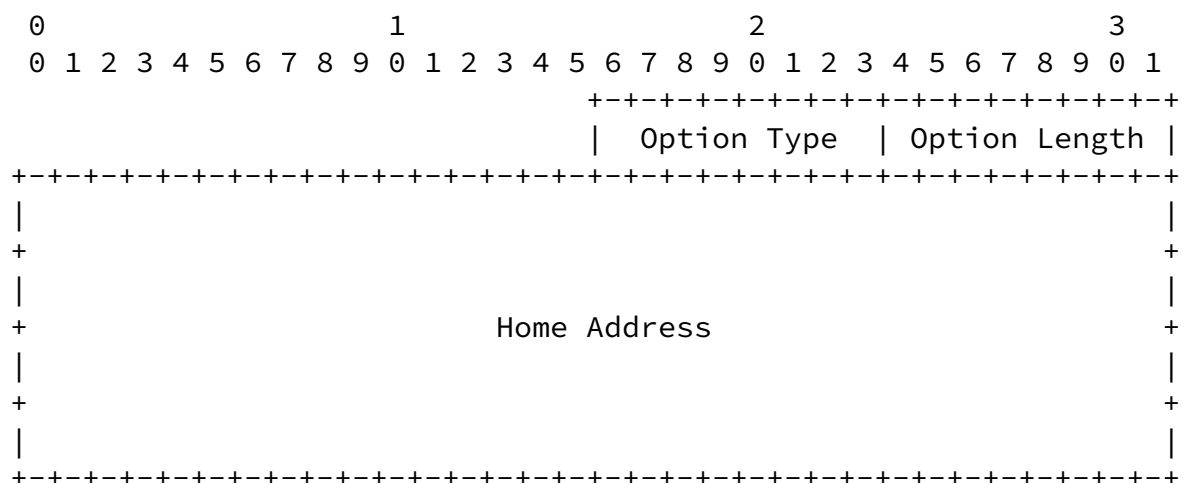 0                   1                   2                   3
 0 1 2 3 4 5 6 7 8 9 0 1 2 3 4 5 6 7 8 9 0 1 2 3 4 5 6 7 8 9 0 1
                                +-+-+-+-+-+-+-+-+-+-+-+-+-+-+-+-+
                                |  Option Type  | Option Length |
+-+-+-+-+-+-+-+-+-+-+-+-+-+-+-+-+-+-+-+-+-+-+-+-+-+-+-+-+-+-+-+-+
|                                                               |
+                                                               +
|                                                               |
+                          Home Address                         +
|                                                               |
+                                                               +
|                                                               |
+-+-+-+-+-+-+-+-+-+-+-+-+-+-+-+-+-+-+-+-+-+-+-+-+-+-+-+-+-+-+-+-+